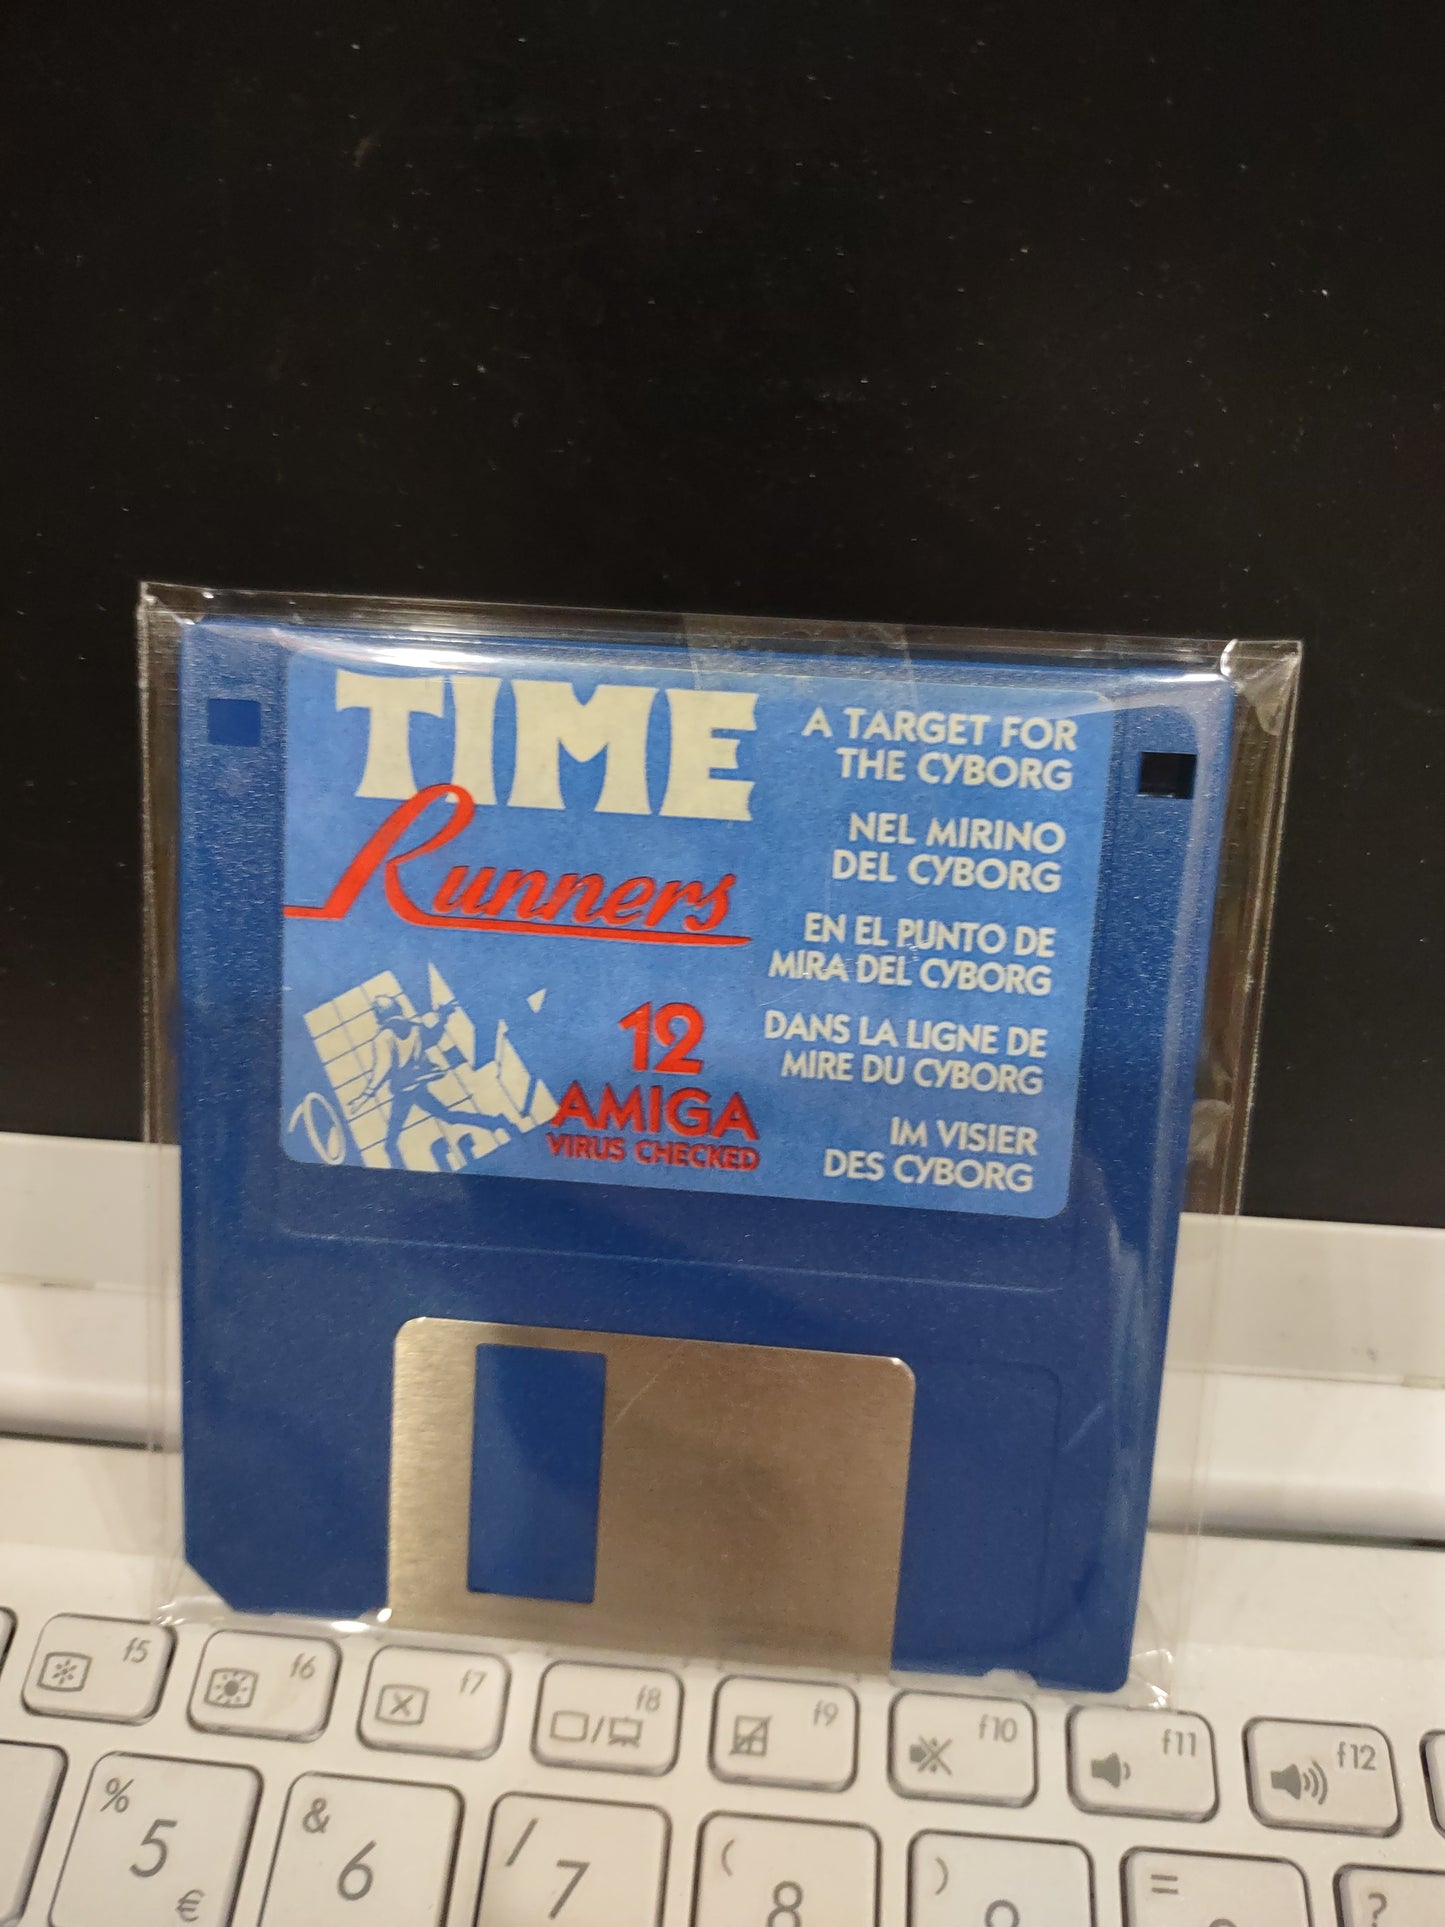 TIME
Runners
12
AMIGA
VIRUS CHECKED
A TARGET FOR
THE CYBORG
NEL MIRINO
DEL CYBORG
EN EL PUNTO DE
MIRA DEL CYBORG
DANS LA LIGNE DE
MIRE DU CYBORG
IM VISIER
DES CYBORG
f5
f6
f7
f8
f9
f10
f11
f12
% 5 €
& 6
/ 7
( 8
)
=
?